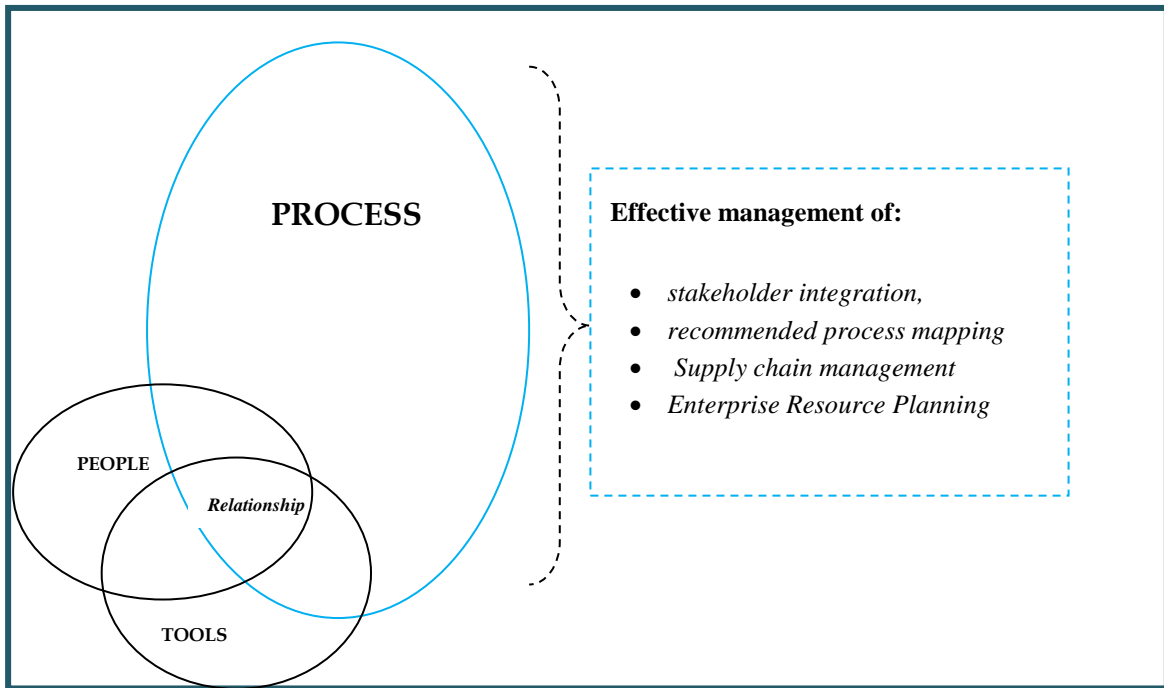 PROCESS
Effective management of:
• stakeholder integration,
• recommended process mapping
• Supply chain management
• Enterprise Resource Planning
PEOPLE
Relationship
TOOLS